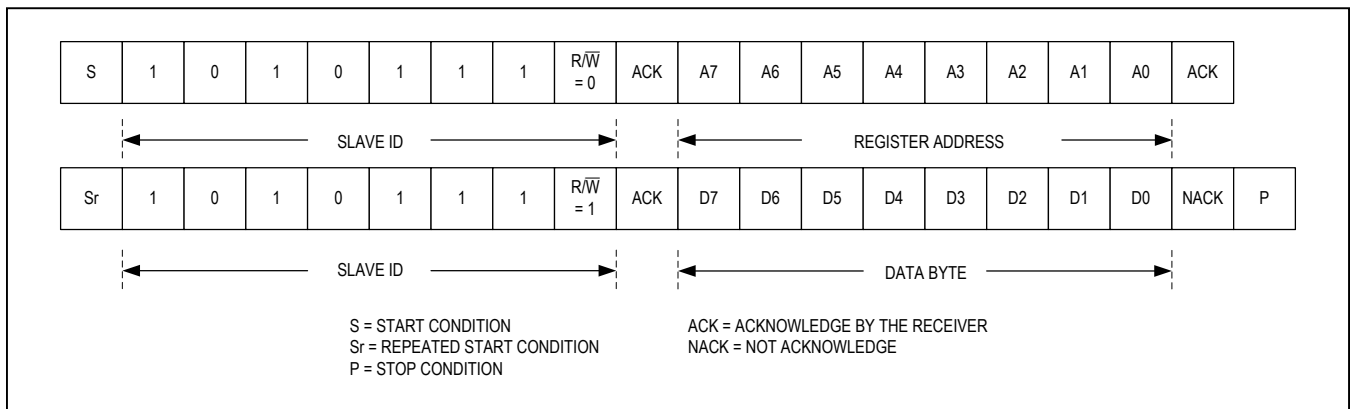 S 1 0 1 0 1 1 1 R/W̅ = 0 ACK A7 A6 A5 A4 A3 A2 A1 A0 ACK
SLAVE ID REGISTER ADDRESS
Sr 1 0 1 0 1 1 1 R/W̅ = 1 ACK D7 D6 D5 D4 D3 D2 D1 D0 NACK P
SLAVE ID DATA BYTE
S = START CONDITION
Sr = REPEATED START CONDITION
P = STOP CONDITION
ACK = ACKNOWLEDGE BY THE RECEIVER
NACK = NOT ACKNOWLEDGE